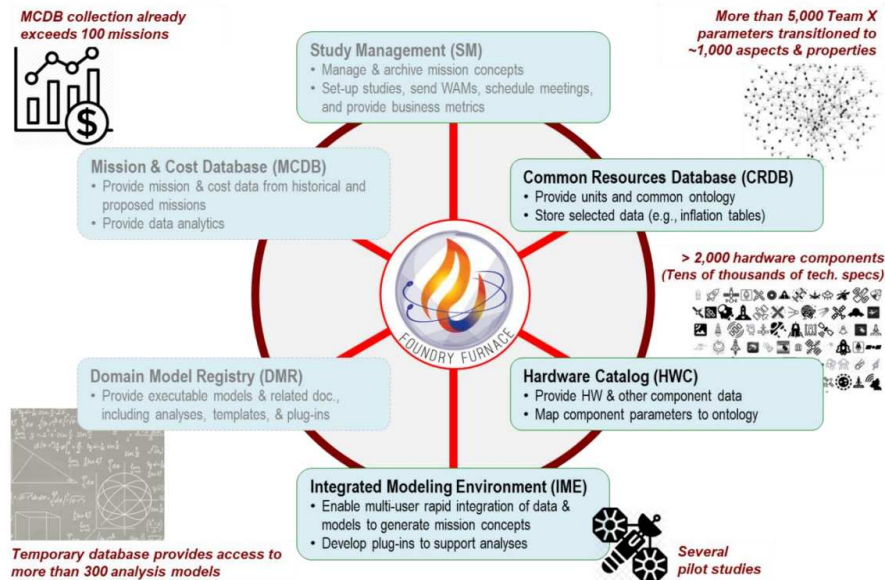 MCDB collection already
exceeds 100 missions
More than 5,000 Team X
parameters transitioned to
~1,000 aspects & properties
Study Management (SM)
• Manage & archive mission concepts
• Set-up studies, send WAMs, schedule meetings,
and provide business metrics
Mission & Cost Database (MCDB)
• Provide mission & cost data from historical and
proposed missions
• Provide data analytics
Common Resources Database (CRDB)
• Provide units and common ontology
• Store selected data (e.g., inflation tables)
> 2,000 hardware components
(Tens of thousands of tech. specs)
FOUNDRY FURNACE
Domain Model Registry (DMR)
• Provide executable models & related doc.,
including analyses, templates, & plug-ins
Hardware Catalog (HWC)
• Provide HW & other component data
• Map component parameters to ontology
Integrated Modeling Environment (IME)
• Enable multi-user rapid integration of data &
models to generate mission concepts
• Develop plug-ins to support analyses
Temporary database provides access to
more than 300 analysis models
Several
pilot studies